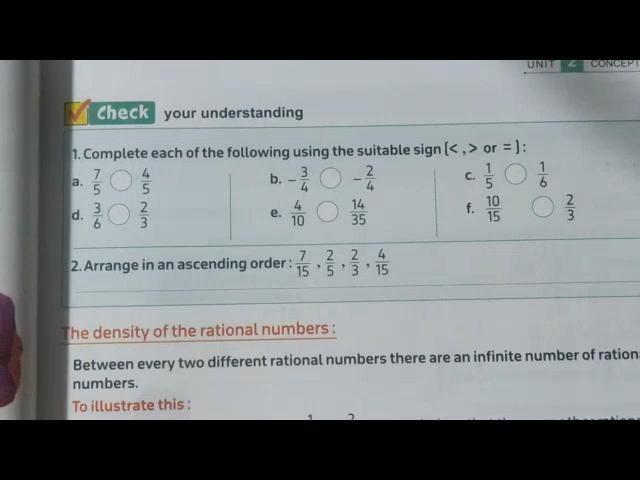 UNIT 2 CONCEPT
Check your understanding
1. Complete each of the following using the suitable sign (< , > or = ) :
a. 7/5 ○ 4/5 b. - 3/4 ○ - 2/4 c. 1/5 ○ 1/6
d. 3/6 ○ 2/3 e. 4/10 ○ 14/35 f. 10/15 ○ 2/3
2. Arrange in an ascending order : 7/15 , 2/5 , 2/3 , 4/15
The density of the rational numbers :
Between every two different rational numbers there are an infinite number of ration
numbers.
To illustrate this :